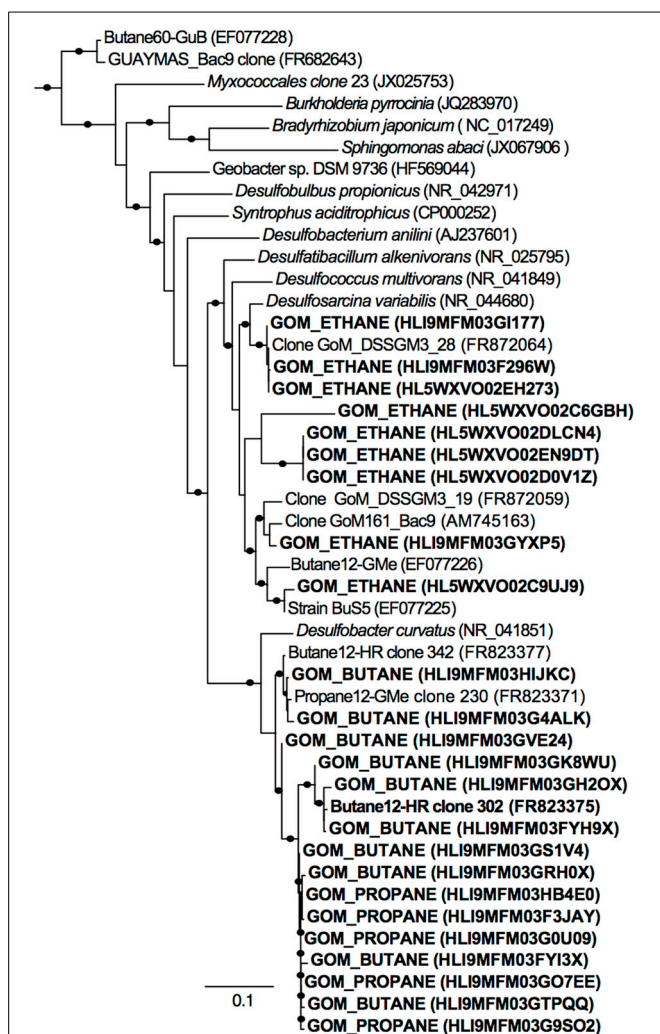 Butane60-GuB (EF077228)
GUAYMAS_Bac9 clone (FR682643)
Myxococcales clone 23 (JX025753)
Burkholderia pyrrocinia (JQ283970)
Bradyrhizobium japonicum ( NC_017249)
Sphingomonas abaci (JX067906 )
Geobacter sp. DSM 9736 (HF569044)
Desulfobulbus propionicus (NR_042971)
Syntrophus aciditrophicus (CP000252)
Desulfobacterium anilini (AJ237601)
Desulfatibacillum alkenivorans (NR_025795)
Desulfococcus multivorans (NR_041849)
Desulfosarcina variabilis (NR_044680)
GOM_ETHANE (HLI9MFM03GI177)
Clone GoM_DSSGM3_28 (FR872064)
GOM_ETHANE (HLI9MFM03F296W)
GOM_ETHANE (HL5WXVO02EH273)
GOM_ETHANE (HL5WXVO02C6GBH)
GOM_ETHANE (HL5WXVO02DLCN4)
GOM_ETHANE (HL5WXVO02EN9DT)
GOM_ETHANE (HL5WXVO02D0V1Z)
Clone GoM_DSSGM3_19 (FR872059)
Clone GoM161_Bac9 (AM745163)
GOM_ETHANE (HLI9MFM03GYXP5)
Butane12-GMe (EF077226)
GOM_ETHANE (HL5WXVO02C9UJ9)
Strain BuS5 (EF077225)
Desulfobacter curvatus (NR_041851)
Butane12-HR clone 342 (FR823377)
GOM_BUTANE (HLI9MFM03HIJKC)
Propane12-GMe clone 230 (FR823371)
GOM_BUTANE (HLI9MFM03G4ALK)
GOM_BUTANE (HLI9MFM03GVE24)
GOM_BUTANE (HLI9MFM03GK8WU)
GOM_BUTANE (HLI9MFM03GH2OX)
Butane12-HR clone 302 (FR823375)
GOM_BUTANE (HLI9MFM03FYH9X)
GOM_BUTANE (HLI9MFM03GS1V4)
GOM_BUTANE (HLI9MFM03GRH0X)
GOM_PROPANE (HLI9MFM03HB4E0)
GOM_PROPANE (HLI9MFM03F3JAY)
GOM_PROPANE (HLI9MFM03G0U09)
GOM_BUTANE (HLI9MFM03FYI3X)
GOM_PROPANE (HLI9MFM03GO7EE)
GOM_BUTANE (HLI9MFM03GTPQQ)
GOM_PROPANE (HLI9MFM03G9SO2)
0.1